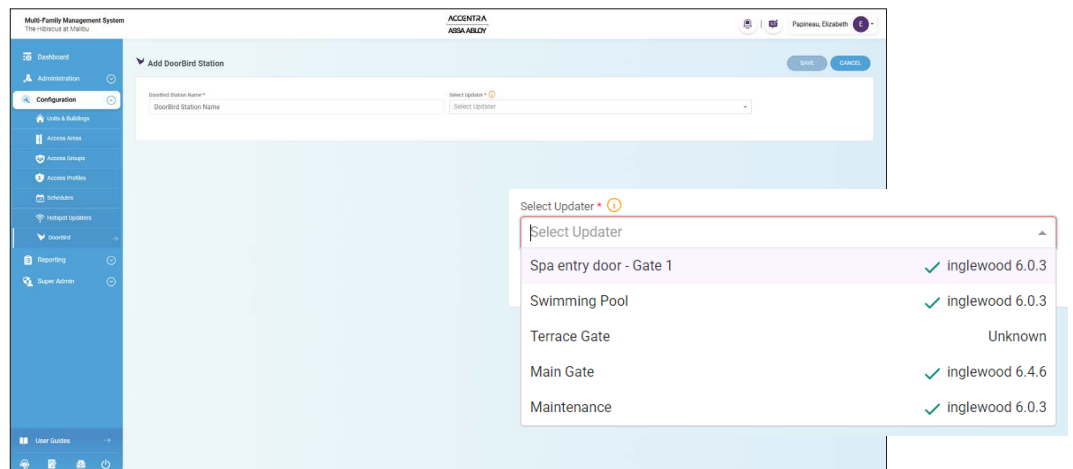 Multi-Family Management System
The Hibiscus at Malibu
ACCENTRA
ASSA ABLOY
Papineau, Elizabeth E
Dashboard
Administration
Configuration
Units & Buildings
Access Areas
Access Groups
Access Profiles
Schedules
Hotspot Updaters
DoorBird
Reporting
Super Admin
User Guides
Add DoorBird Station
SAVE CANCEL
DoorBird Station Name *
DoorBird Station Name
Select Updater *
Select Updater
Select Updater *
Select Updater
Spa entry door - Gate 1 inglewood 6.0.3
Swimming Pool inglewood 6.0.3
Terrace Gate Unknown
Main Gate inglewood 6.4.6
Maintenance inglewood 6.0.3